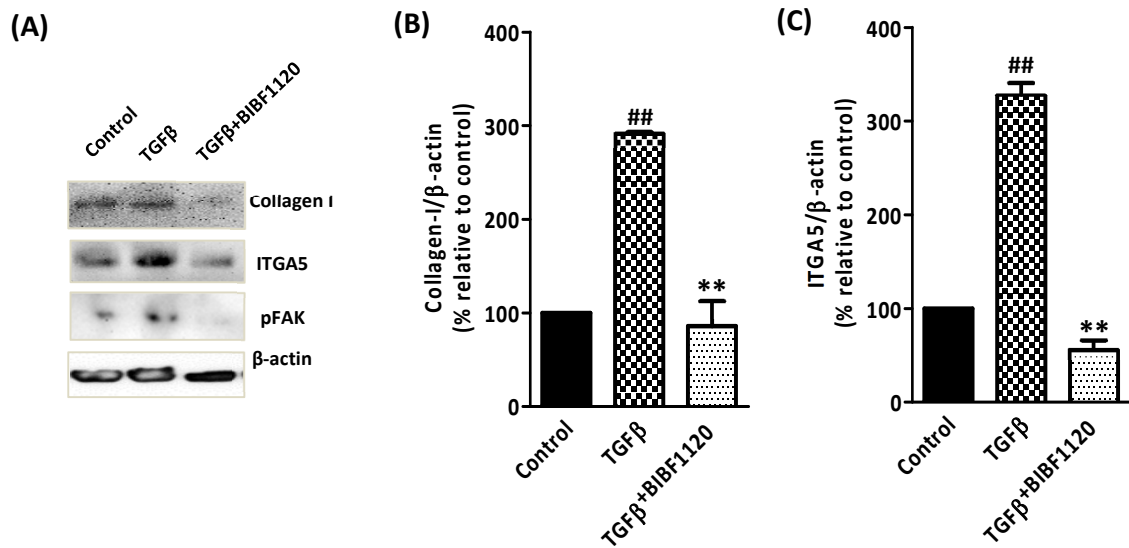 (A)
Control
TGFβ
TGFβ+BIBF1120
Collagen I
ITGA5
pFAK
β-actin
(B)
Collagen-I/β-actin
(% relative to control)
400
300
200
100
0
##
**
Control
TGFβ
TGFβ+BIBF1120
(C)
ITGA5/β-actin
(% relative to control)
400
300
200
100
0
##
**
Control
TGFβ
TGFβ+BIBF1120